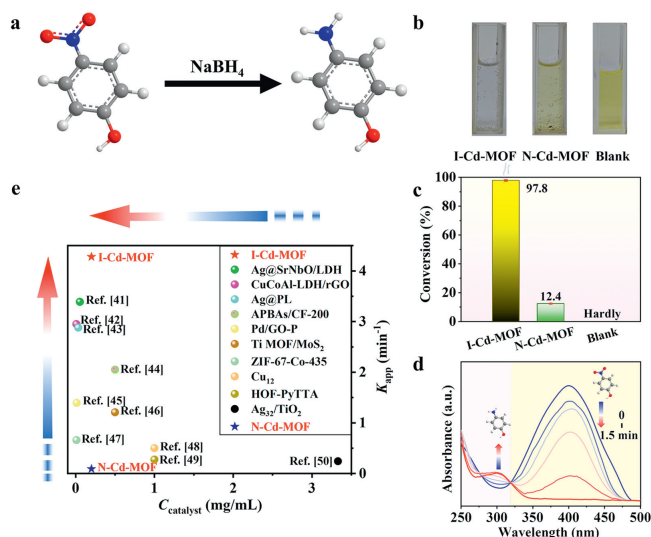 a
NaBH4
b
I-Cd-MOF N-Cd-MOF Blank
c
Conversion (%)
100
80
60
40
20
0
97.8
12.4
Hardly
I-Cd-MOF
N-Cd-MOF
Blank
d
Absorbance (a.u.)
0
1.5 min
250 300 350 400 450 500
Wavelength (nm)
e
I-Cd-MOF
Ref. [41]
Ref. [42]
Ref. [43]
Ref. [44]
Ref. [45]
Ref. [46]
Ref. [47]
Ref. [48]
Ref. [49]
Ref. [50]
N-Cd-MOF
I-Cd-MOF
Ag@SrNbO/LDH
CuCoAl-LDH/rGO
Ag@PL
APBAs/CF-200
Pd/GO-P
Ti MOF/MoS2
ZIF-67-Co-435
Cu12
HOF-PyTTA
Ag32/TiO2
N-Cd-MOF
4
3
2
1
0
Kapp (min-1)
0 1 2 3
Ccatalyst (mg/mL)